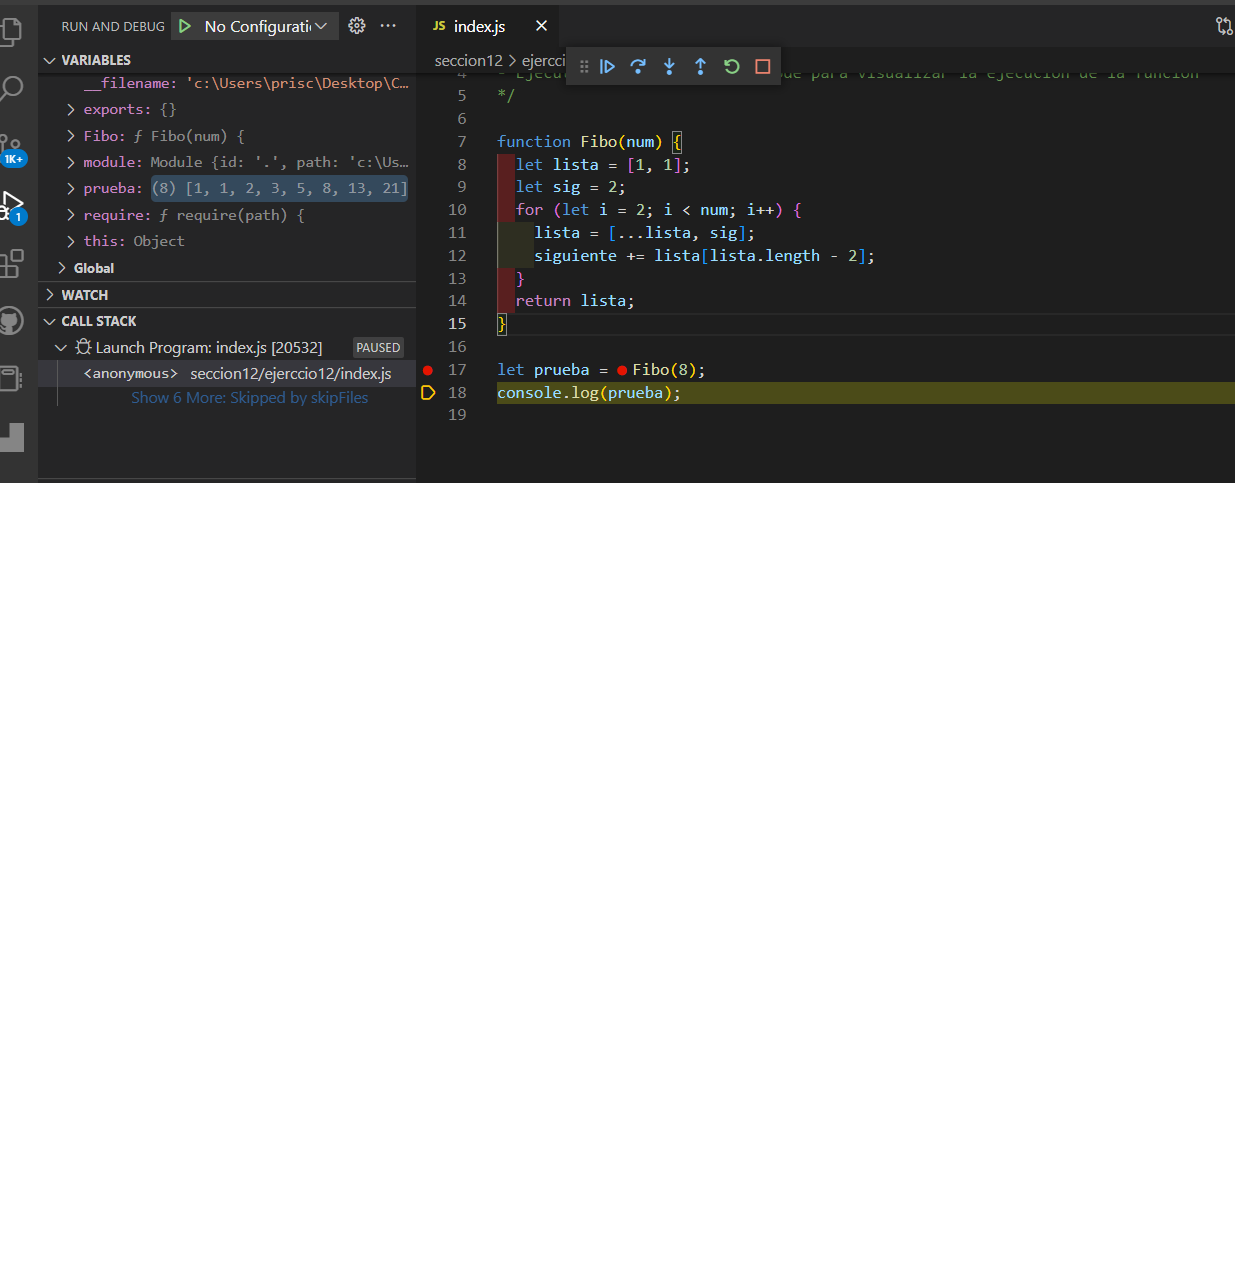 RUN AND DEBUG No Configurati
VARIABLES
__filename: 'c:\Users\prisc\Desktop\C…
exports: {}
Fibo: ƒ Fibo(num) {
module: Module {id: '.', path: 'c:\Us…
prueba: (8) [1, 1, 2, 3, 5, 8, 13, 21]
require: ƒ require(path) {
this: Object
Global
WATCH
CALL STACK
Launch Program: index.js [20532] PAUSED
<anonymous> seccion12/ejerccio12/index.js
Show 6 More: Skipped by skipFiles
1K+
1
JS index.js
seccion12 > ejercci
4 para visualizar la ejecución de la función
5 */
6
7 function Fibo(num) {
8 let lista = [1, 1];
9 let sig = 2;
10 for (let i = 2; i < num; i++) {
11 lista = [...lista, sig];
12 siguiente += lista[lista.length - 2];
13 }
14 return lista;
15 }
16
17 let prueba = Fibo(8);
18 console.log(prueba);
19